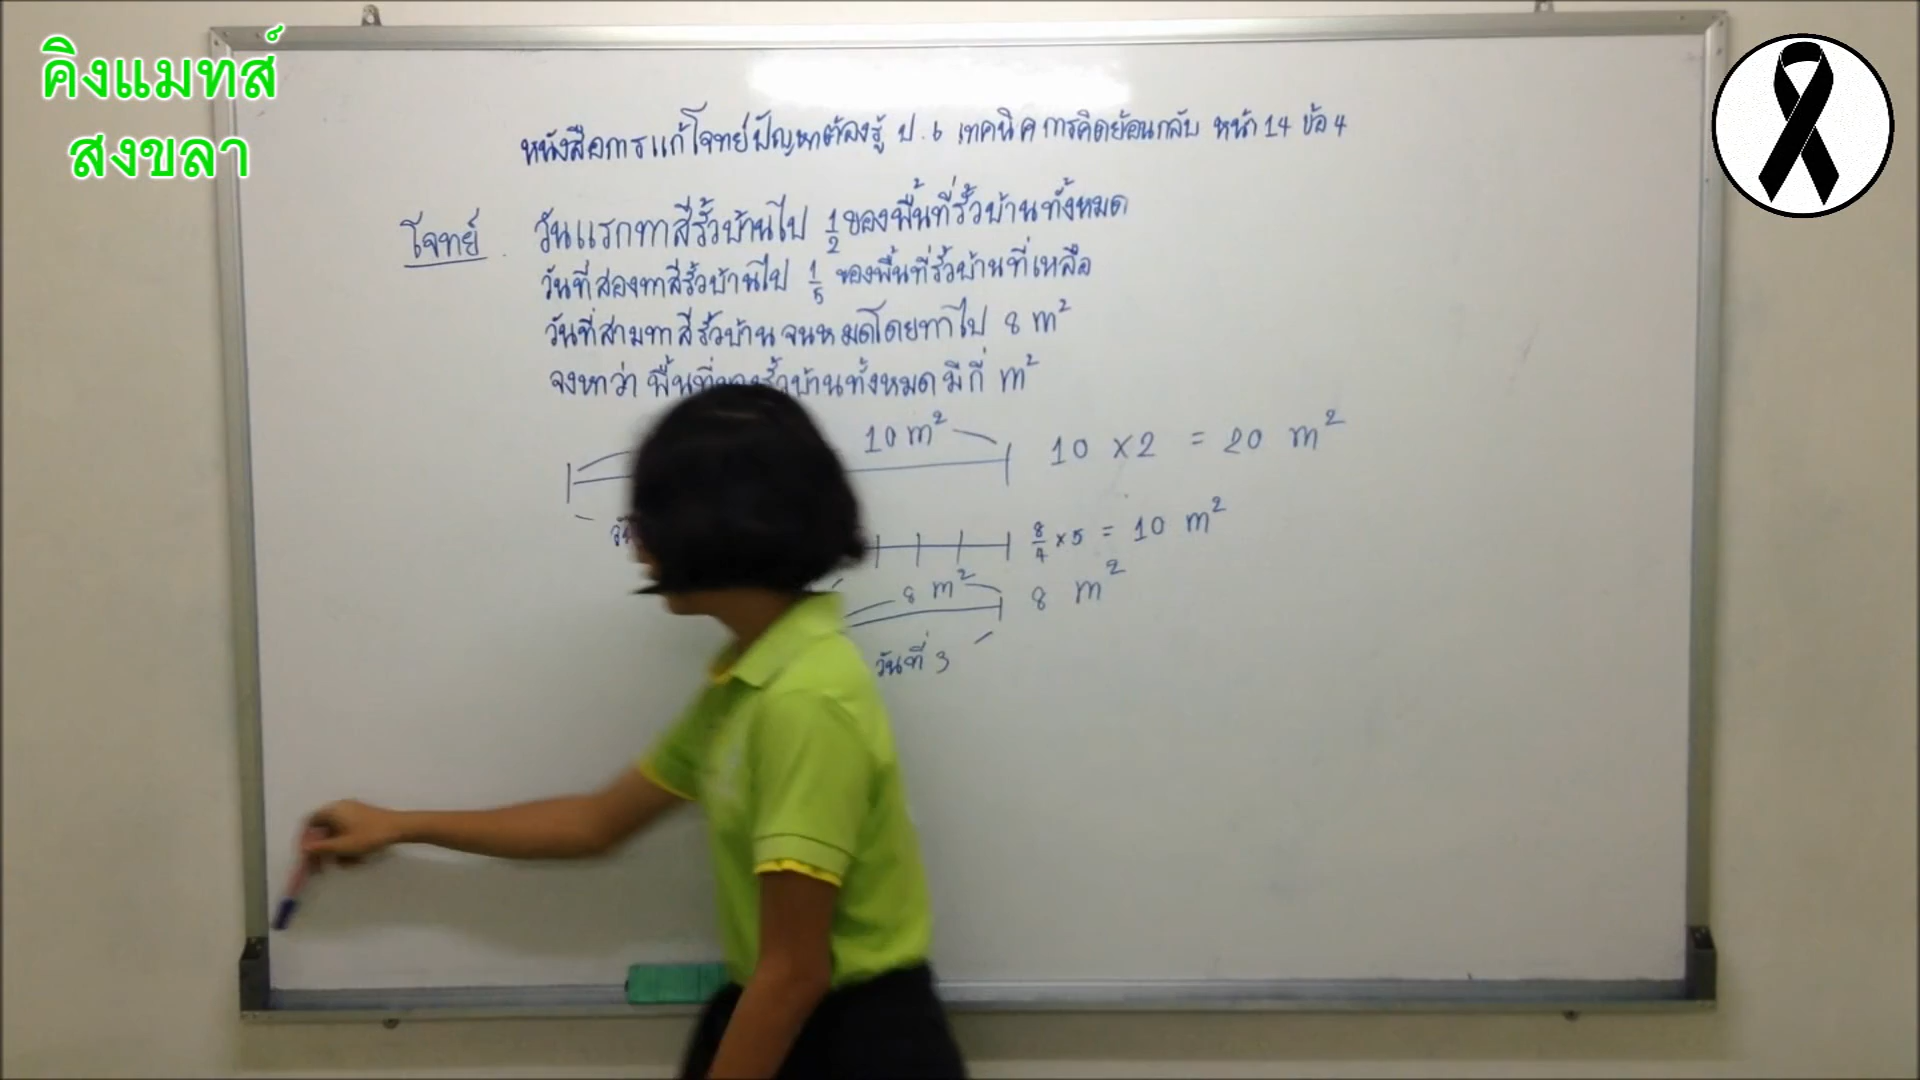 คิงแมทส์
สงขลา
หนังสือการแก้โจทย์ปัญหาต้องรู้ ป.6 เทคนิคการคิดย้อนกลับ หน้า 14 ข้อ 4
โจทย์ วันแรกทาสีรั้วบ้านไป 1/2 ของพื้นที่รั้วบ้านทั้งหมด
วันที่สองทาสีรั้วบ้านไป 1/5 ของพื้นที่รั้วบ้านที่เหลือ
วันที่สามทาสีรั้วบ้านจนหมดโดยทาไป 8 m²
จงหาว่า พื้นที่ของรั้วบ้านทั้งหมดมีกี่ m²
10 m² 10 x 2 = 20 m²
8/4 x 5 = 10 m²
8 m² 8 m²
วันที่ 3